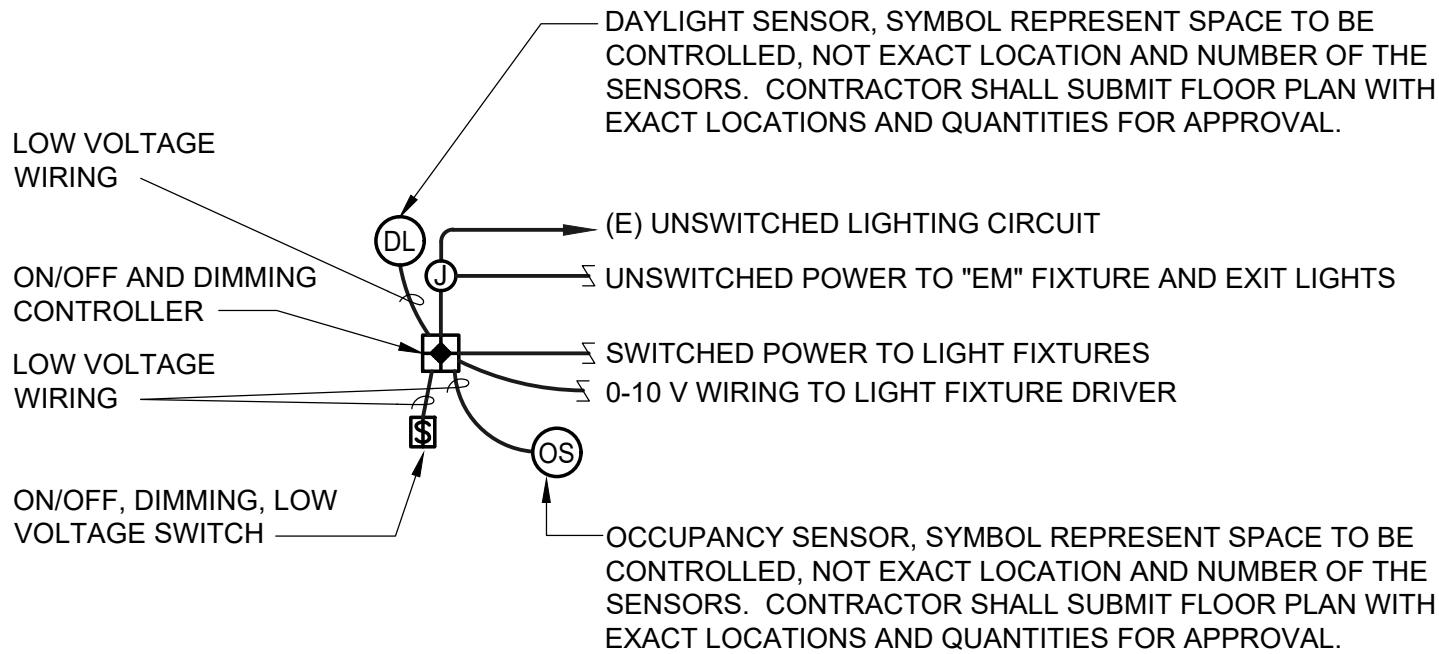 DAYLIGHT SENSOR, SYMBOL REPRESENT SPACE TO BE
CONTROLLED, NOT EXACT LOCATION AND NUMBER OF THE
SENSORS. CONTRACTOR SHALL SUBMIT FLOOR PLAN WITH
EXACT LOCATIONS AND QUANTITIES FOR APPROVAL.
LOW VOLTAGE
WIRING
DL
(E) UNSWITCHED LIGHTING CIRCUIT
J
UNSWITCHED POWER TO "EM" FIXTURE AND EXIT LIGHTS
ON/OFF AND DIMMING
CONTROLLER
SWITCHED POWER TO LIGHT FIXTURES
LOW VOLTAGE
WIRING
0-10 V WIRING TO LIGHT FIXTURE DRIVER
$
OS
ON/OFF, DIMMING, LOW
VOLTAGE SWITCH
OCCUPANCY SENSOR, SYMBOL REPRESENT SPACE TO BE
CONTROLLED, NOT EXACT LOCATION AND NUMBER OF THE
SENSORS. CONTRACTOR SHALL SUBMIT FLOOR PLAN WITH
EXACT LOCATIONS AND QUANTITIES FOR APPROVAL.